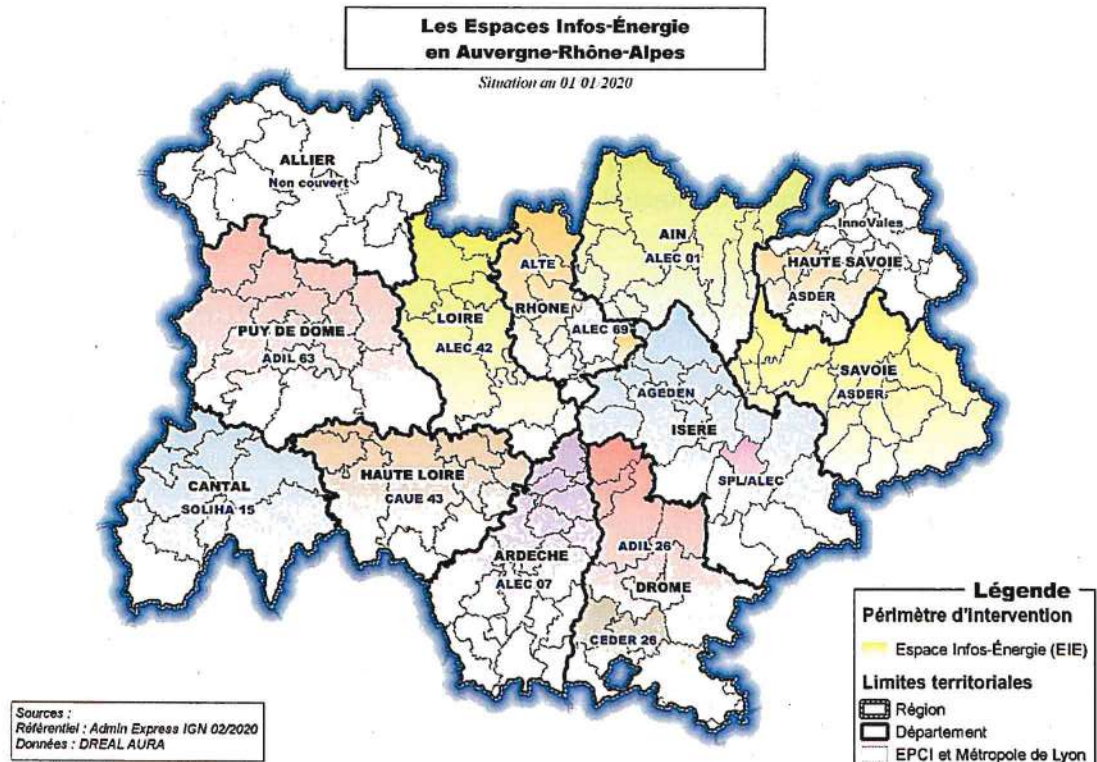 Les Espaces Infos-Énergie
en Auvergne-Rhône-Alpes
Situation au 01/01/2020
ALLIER
Non couvert
AIN
ALEC 01
InnoVales
HAUTE SAVOIE
ASDER
ALTE
RHONE
ALEC 69
LOIRE
ALEC 42
PUY DE DOME
ADIL 63
SAVOIE
ASDER
AGEDEN
ISERE
SPL/ALEC
CANTAL
SOLIHA 15
HAUTE LOIRE
CAUE 43
ARDECHE
ALEC 07
ADIL 26
DROME
CEDER 26
Légende
Périmètre d'intervention
Espace Infos-Énergie (EIE)
Limites territoriales
Région
Département
EPCI et Métropole de Lyon
Sources :
Référentiel : Admin Express IGN 02/2020
Données : DREAL AURA